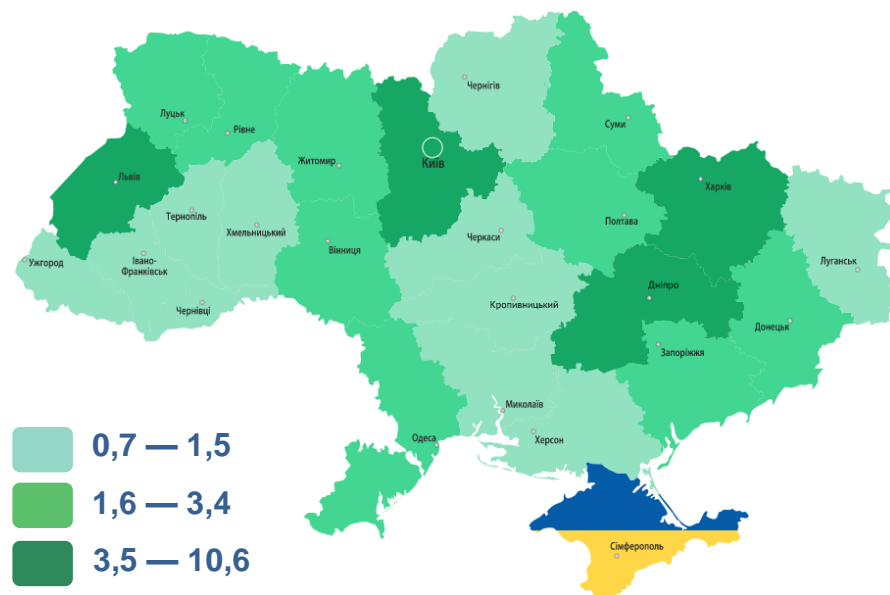 Чернігів
Луцьк
Рівне
Суми
Житомир
Київ
Львів
Харків
Тернопіль
Хмельницький
Полтава
Черкаси
Вінниця
Ужгород
Івано-
Франківськ
Луганськ
Чернівці
Кропивницький
Дніпро
Донецьк
Запоріжжя
Миколаїв
Херсон
Одеса
0,7 — 1,5
1,6 — 3,4
3,5 — 10,6
Сімферополь